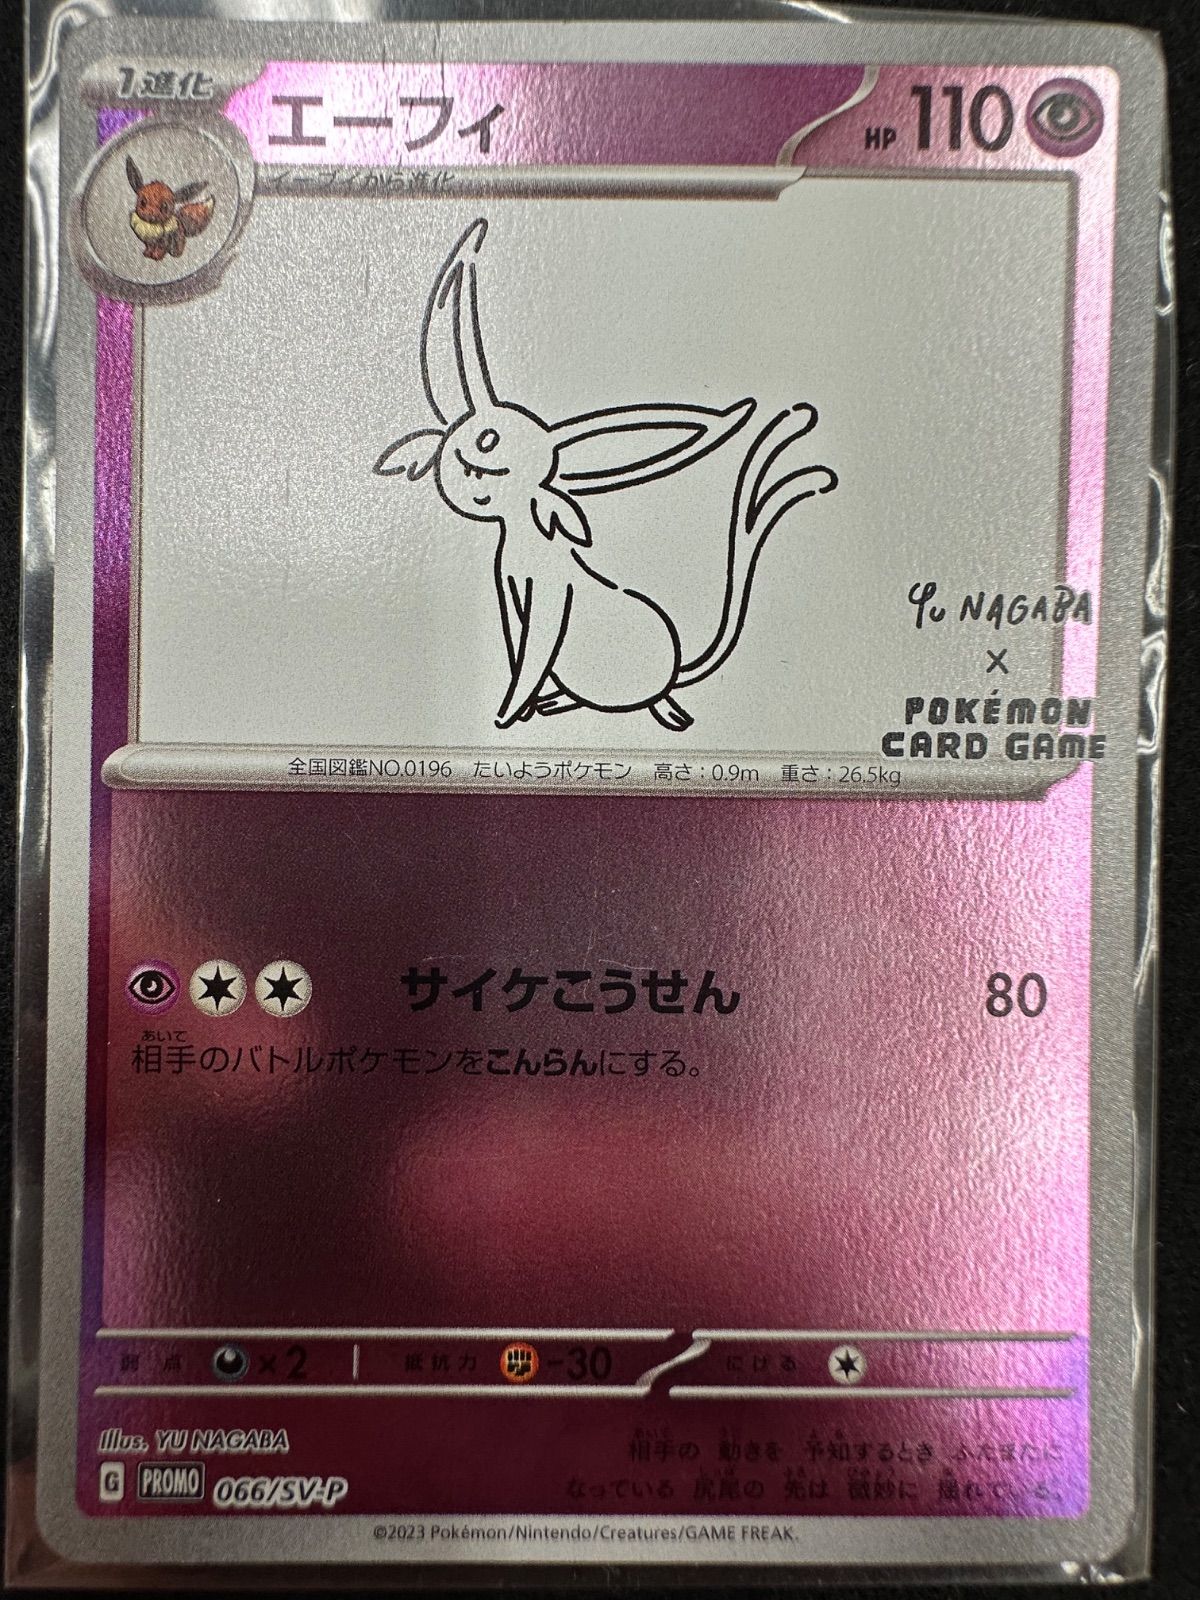 1進化
エーフィ
HP 110
イーブイから進化
YU NAGABA
×
POKÉMON
CARD GAME
全国図鑑NO.0196 たいようポケモン 高さ:0.9m 重さ:26.5kg
サイケこうせん 80
あいて
相手のバトルポケモンをこんらんにする。
弱点 ×2 抵抗力 -30 にげる
Illus. YU NAGABA
相手の 動きを 予知するとき ふたまたに
なっている 尻尾の 先は 微妙に 揺れている。
G PROMO 066/SV-P
©2023 Pokémon/Nintendo/Creatures/GAME FREAK.